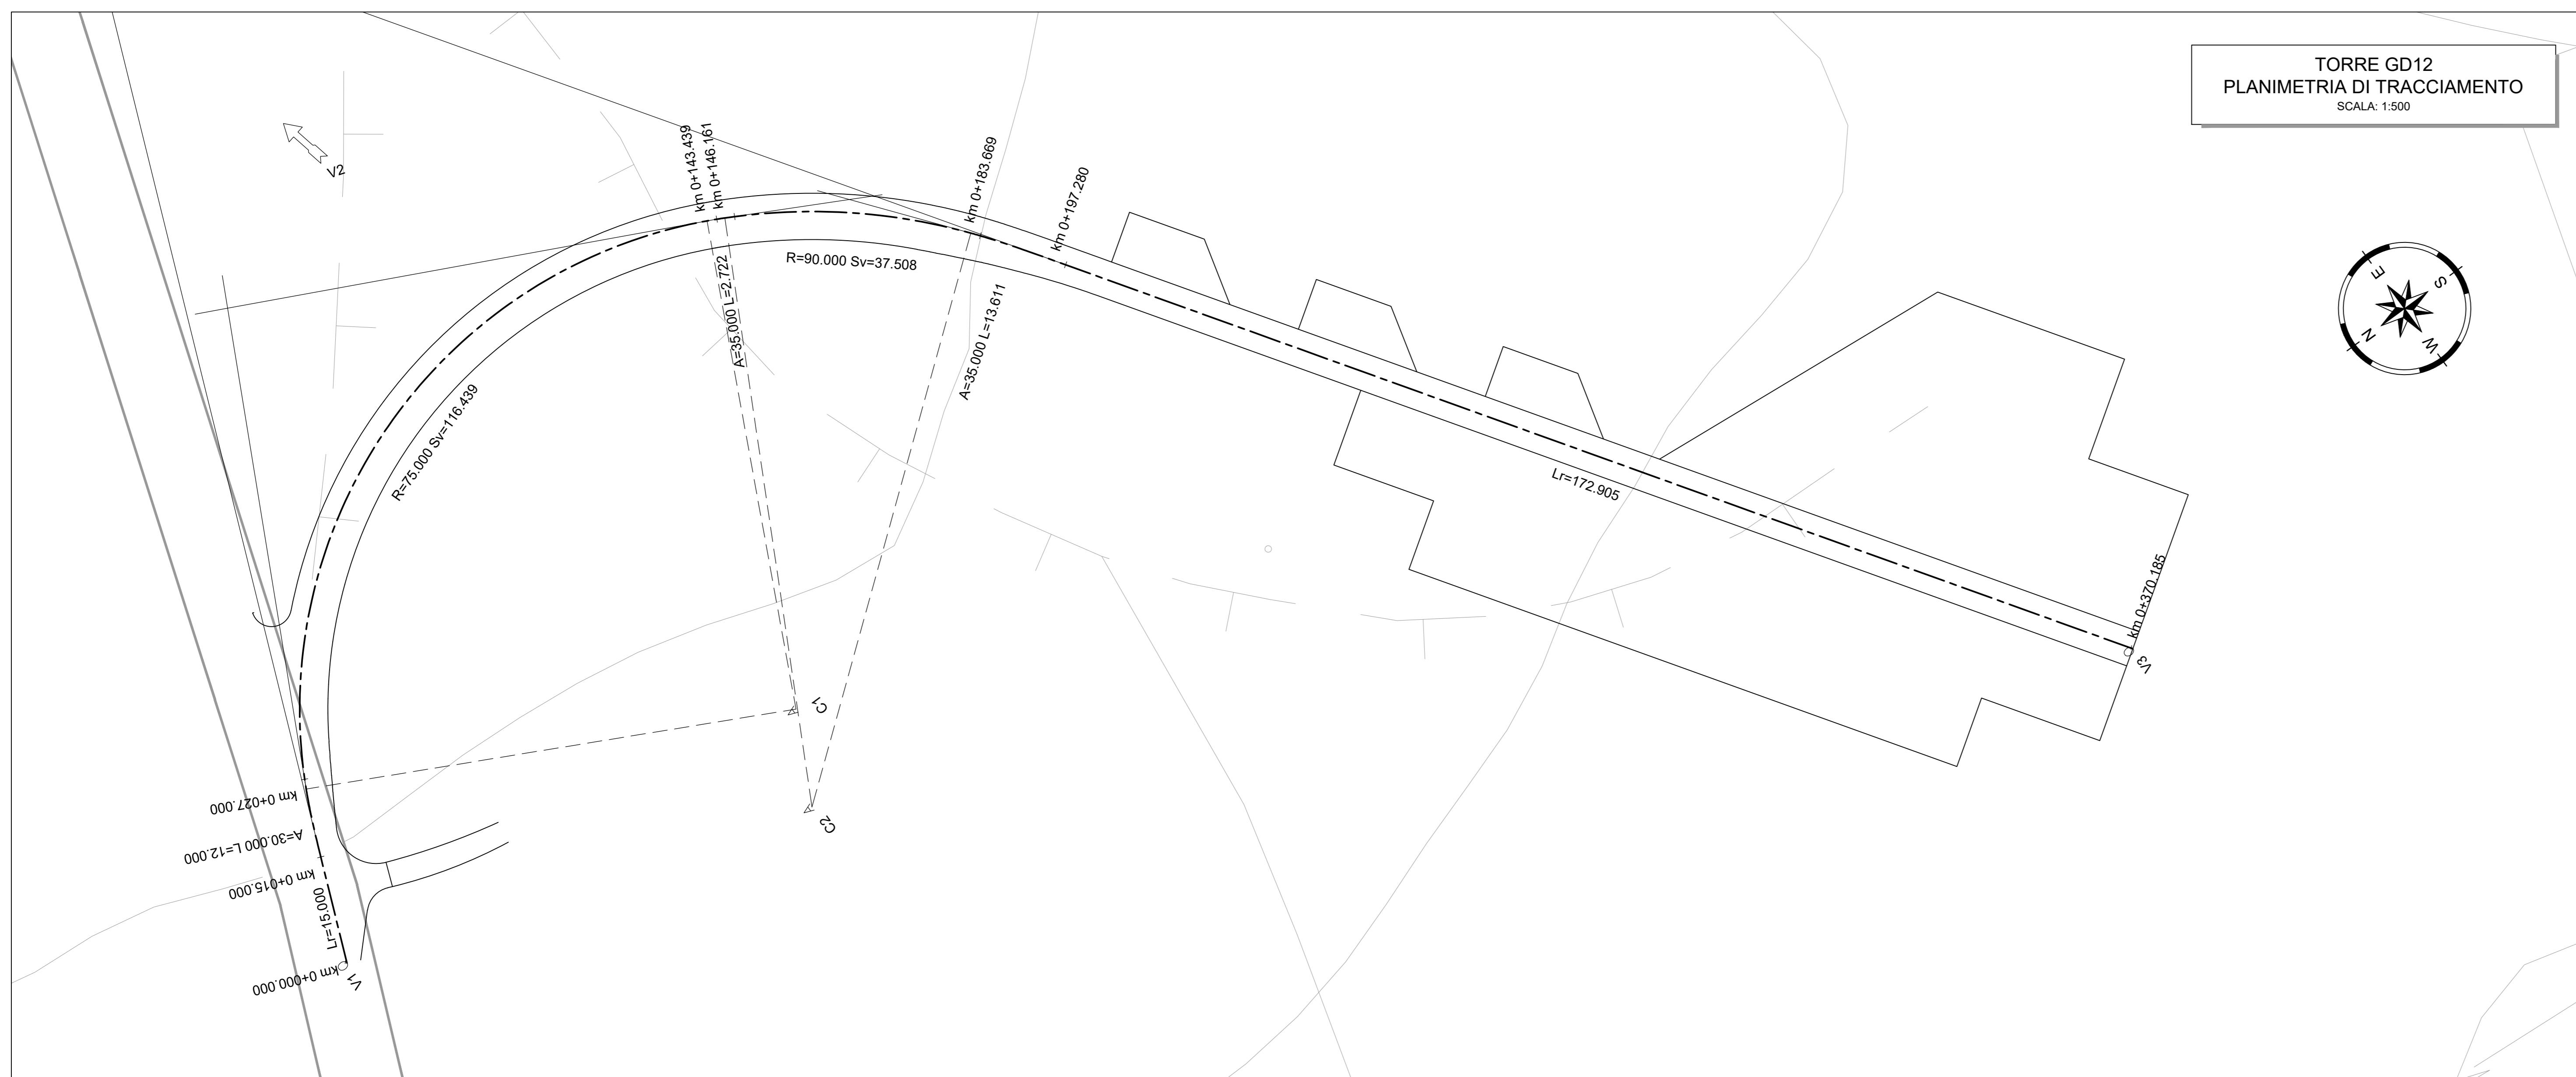 TORRE GD12
PLANIMETRIA DI TRACCIAMENTO
SCALA: 1:500
V2
km 0+143.439
km 0+146.161
km 0+183.669
km 0+197.280
R=90.000 Sv=37.508
A=35.000 L=2.722
A=35.000 L=13.611
R=75.000 Sv=116.439
E
S
N
W
Lr=172.905
km 0+370.185
V3
C1
C2
km 0+027.000
A=30.000 L=12.000
km 0+015.000
Lr=15.000
km 0+000.000
V1